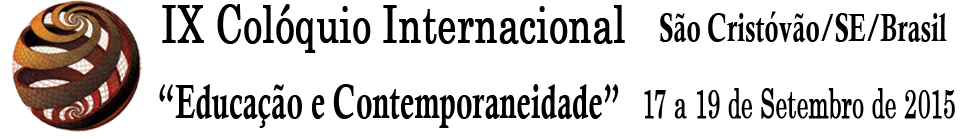 IX Colóquio Internacional São Cristóvão/SE/Brasil
“Educação e Contemporaneidade” 17 a 19 de Setembro de 2015